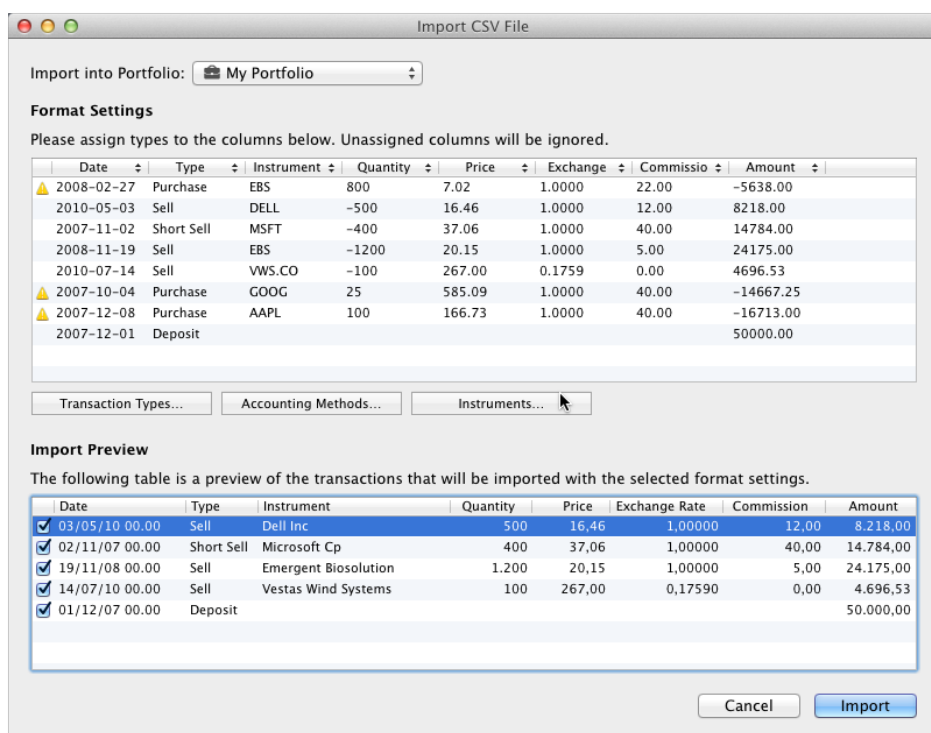 Import CSV File
Import into Portfolio: My Portfolio
Format Settings
Please assign types to the columns below. Unassigned columns will be ignored.
Date Type Instrument Quantity Price Exchange Commissio Amount
2008-02-27 Purchase EBS 800 7.02 1.0000 22.00 -5638.00
2010-05-03 Sell DELL -500 16.46 1.0000 12.00 8218.00
2007-11-02 Short Sell MSFT -400 37.06 1.0000 40.00 14784.00
2008-11-19 Sell EBS -1200 20.15 1.0000 5.00 24175.00
2010-07-14 Sell VWS.CO -100 267.00 0.1759 0.00 4696.53
2007-10-04 Purchase GOOG 25 585.09 1.0000 40.00 -14667.25
2007-12-08 Purchase AAPL 100 166.73 1.0000 40.00 -16713.00
2007-12-01 Deposit 50000.00
Transaction Types... Accounting Methods... Instruments...
Import Preview
The following table is a preview of the transactions that will be imported with the selected format settings.
Date Type Instrument Quantity Price Exchange Rate Commission Amount
03/05/10 00.00 Sell Dell Inc 500 16,46 1,00000 12,00 8.218,00
02/11/07 00.00 Short Sell Microsoft Cp 400 37,06 1,00000 40,00 14.784,00
19/11/08 00.00 Sell Emergent Biosolution 1.200 20,15 1,00000 5,00 24.175,00
14/07/10 00.00 Sell Vestas Wind Systems 100 267,00 0,17590 0,00 4.696,53
01/12/07 00.00 Deposit 50.000,00
Cancel Import